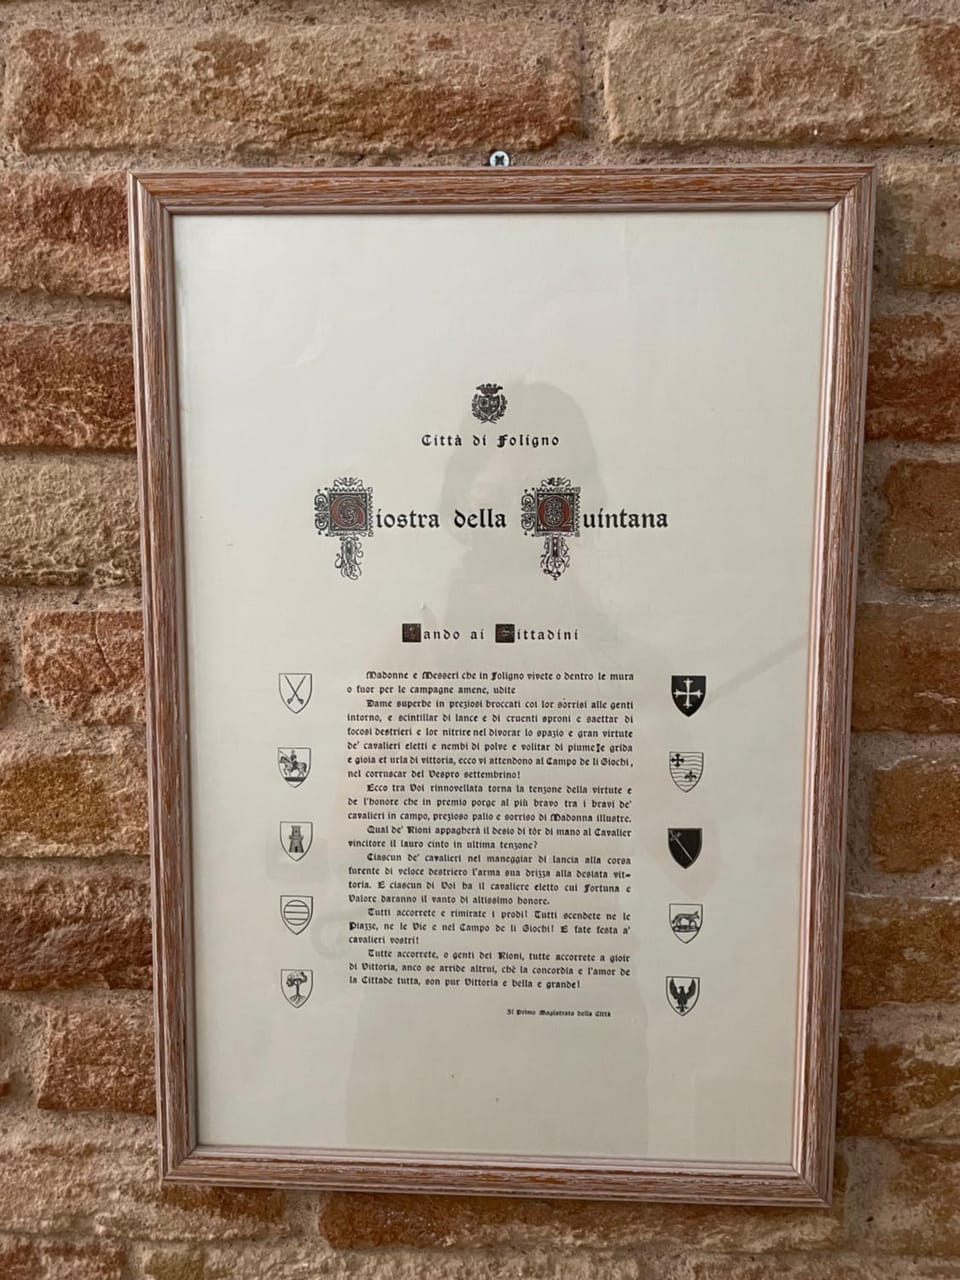 Città di Foligno
Giostra della Quintana
Bando ai Cittadini
Madonne e Messeri che in Foligno vivete o dentro le mura
o fuor per le campagne amene, udite
Dame superbe in preziosi broccati coi lor sorrisi alle genti
intorno, e scintillar di lance e di cruenti sproni e saettar di
focosi destrieri e lor nitrire nel divorar lo spazio e gran virtute
de' cavalieri eletti e nembi di polve e volitar di piume e grida
e gioia et urla di vittoria, ecco vi attendono al Campo de li Giochi,
nel corruscar del Vespro settembrino!
Ecco tra Voi rinnovellata torna la tenzone della virtute e
de l'honore che in premio porge al più bravo tra i bravi de'
cavalieri in campo, prezioso palio e sorriso di Madonna illustre.
Qual de' Rioni appagherà il desio di tòr di mano al Cavalier
vincitore il lauro cinto in ultima tenzone?
Ciascun de' cavalieri nel maneggiar di lancia alla corsa
furente di veloce destriero l'arma sua drizza alla desiata vit-
toria. E ciascun di Voi ha il cavaliere eletto cui Fortuna e
Valore daranno il vanto di altissimo honore.
Tutti accorrete e rimirate i prodi! Tutti scendete ne le
Piazze, ne le Vie e nel Campo de li Giochi! E fate festa a'
cavalieri vostri!
Tutte accorrete, o genti dei Rioni, tutte accorrete a gioir
di Vittoria, anco se arride altrui, chè la concordia e l'amor de
la Cittade tutta, son pur Vittoria e bella e grande!
Il Primo Magistrato della Città